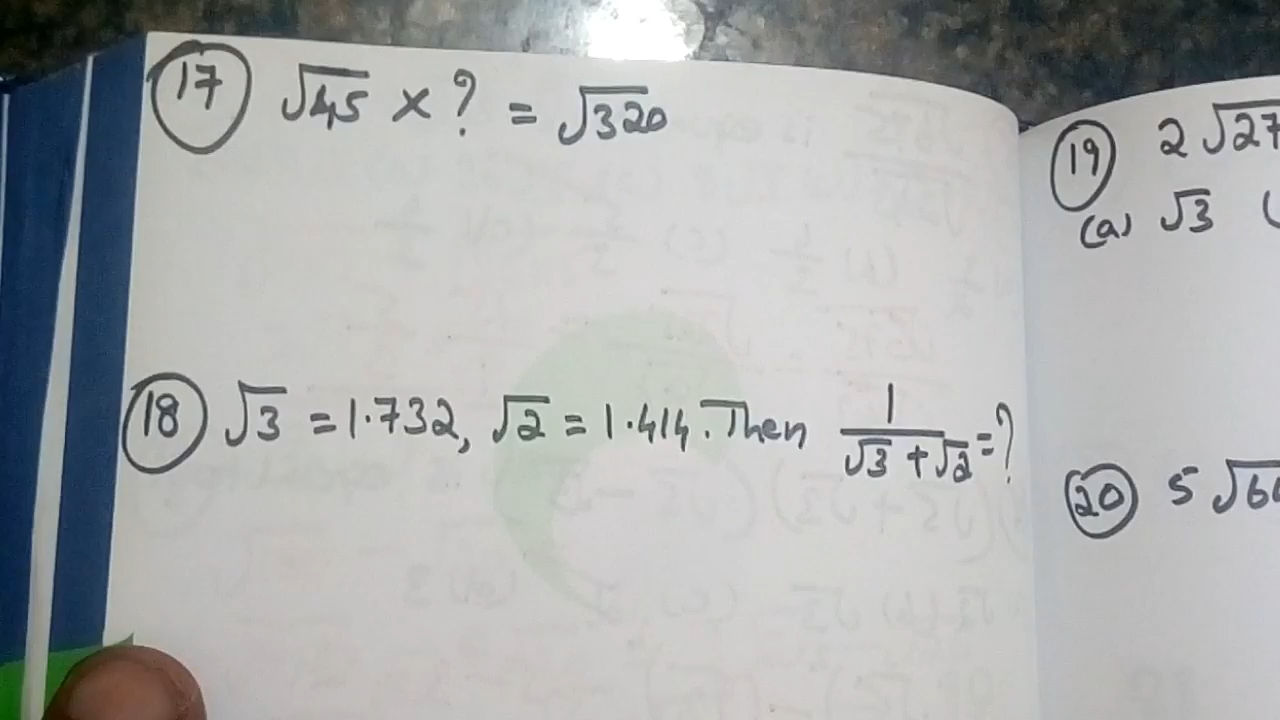 17 √45 × ? = √320
18 √3 = 1.732, √2 = 1.414. Then 1/(√3 + √2) = ?
19 2√27
(a) √3 (
20 5√60